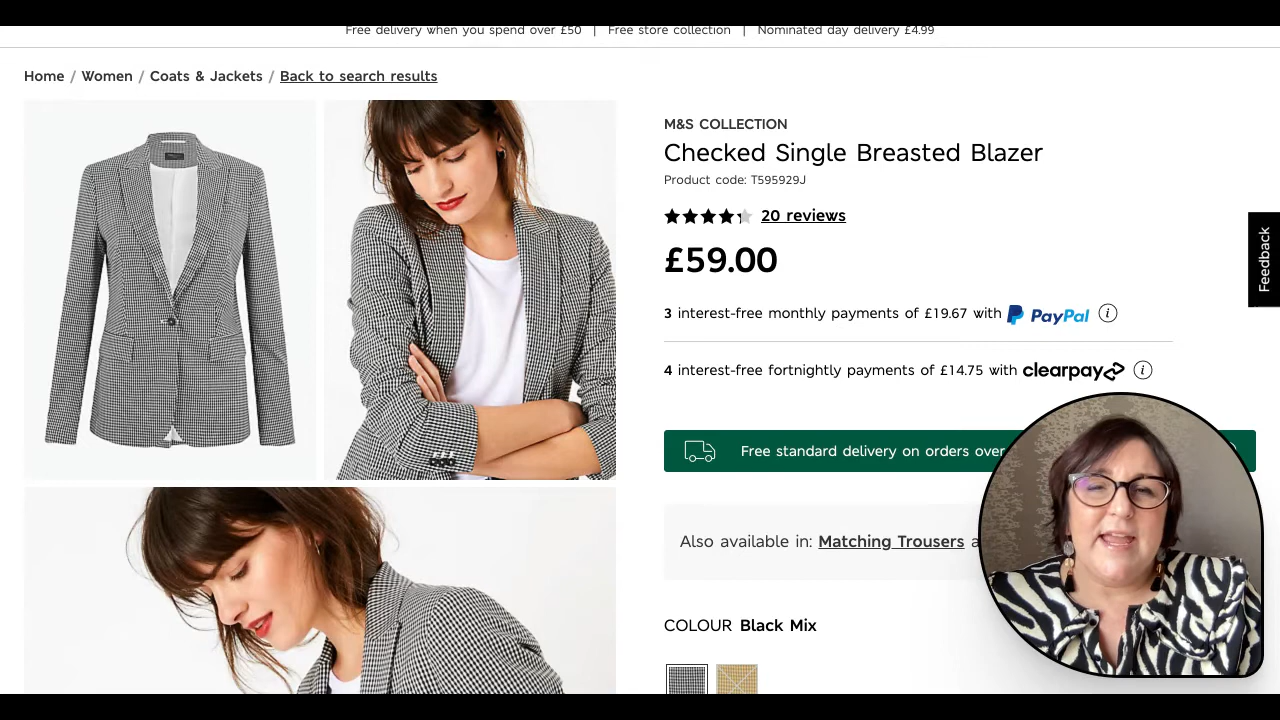 Free delivery when you spend over £50 | Free store collection | Nominated day delivery £4.99
Home / Women / Coats & Jackets / Back to search results
M&S COLLECTION
Checked Single Breasted Blazer
Product code: T595929J
20 reviews
£59.00
3 interest-free monthly payments of £19.67 with PayPal
4 interest-free fortnightly payments of £14.75 with clearpay
Free standard delivery on orders over
Also available in: Matching Trousers
COLOUR Black Mix
Feedback